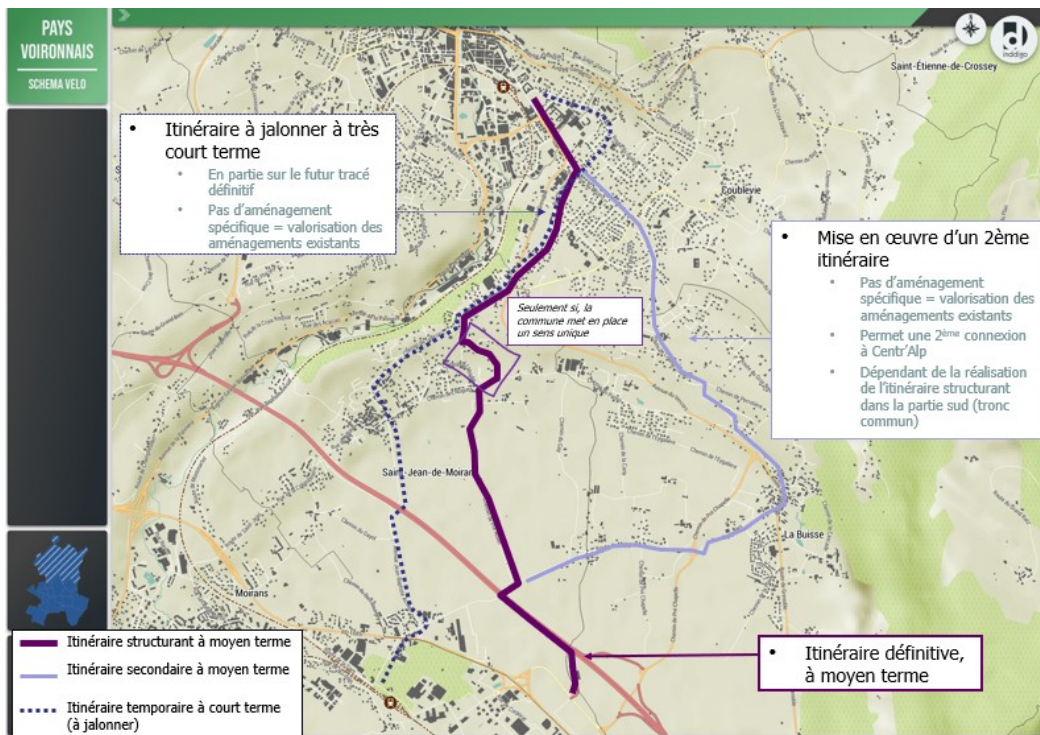 PAYS
VOIRONNAIS
SCHEMA VELO
indiggo
Saint-Étienne-de-Crossey
• Itinéraire à jalonner à très
court terme
• En partie sur le futur tracé
définitif
• Pas d'aménagement
spécifique = valorisation des
aménagements existants
Coublevie
• Mise en œuvre d'un 2ème
itinéraire
• Pas d'aménagement
spécifique = valorisation des
aménagements existants
• Permet une 2ème connexion
à Centr'Alp
• Dépendant de la réalisation
de l'itinéraire structurant
dans la partie sud (tronc
commun)
Seulement si, la
commune met en place
un sens unique
Saint-Jean-de-Moiran
La Buisse
Moirans
• Itinéraire définitive,
à moyen terme
Itinéraire structurant à moyen terme
Itinéraire secondaire à moyen terme
Itinéraire temporaire à court terme
(à jalonner)